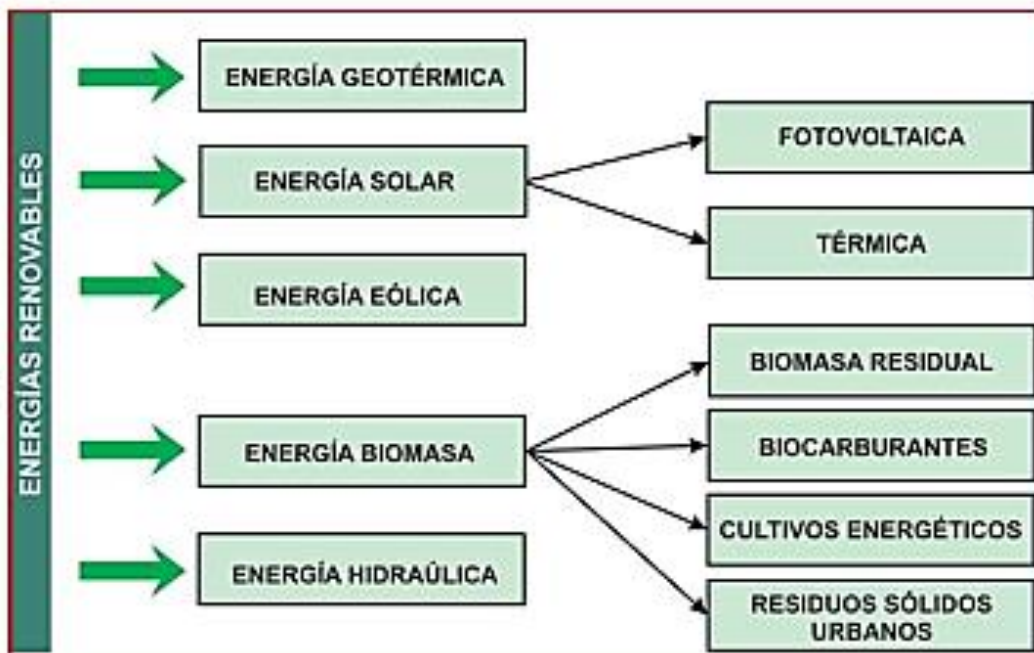 ENERGÍAS RENOVABLES
ENERGÍA GEOTÉRMICA
ENERGÍA SOLAR
FOTOVOLTAICA
TÉRMICA
ENERGÍA EÓLICA
ENERGÍA BIOMASA
BIOMASA RESIDUAL
BIOCARBURANTES
CULTIVOS ENERGÉTICOS
RESIDUOS SÓLIDOS
URBANOS
ENERGÍA HIDRAÚLICA